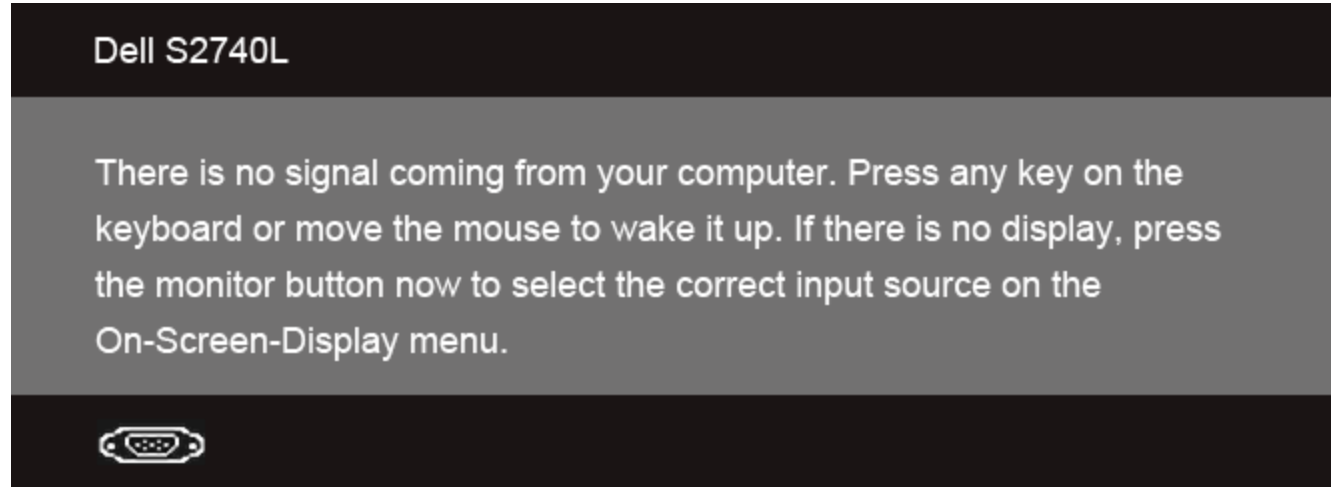 Dell S2740L
There is no signal coming from your computer. Press any key on the
keyboard or move the mouse to wake it up. If there is no display, press
the monitor button now to select the correct input source on the
On-Screen-Display menu.